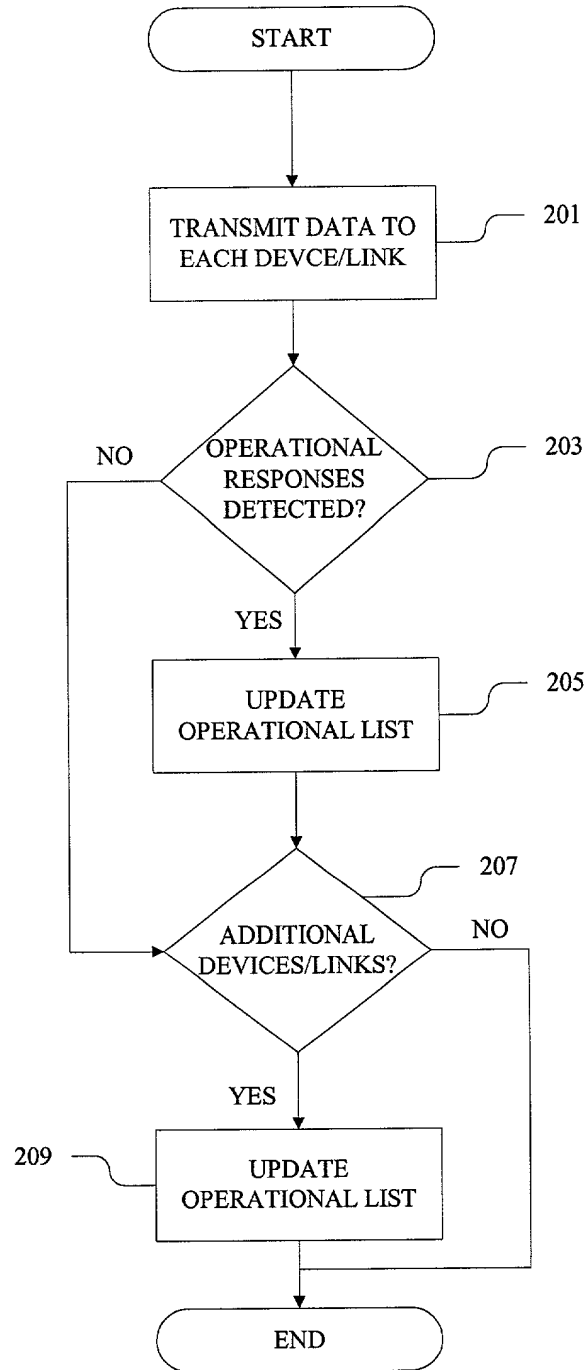 START
TRANSMIT DATA TO
EACH DEVCE/LINK
201
OPERATIONAL
RESPONSES
DETECTED?
203
NO
YES
UPDATE
OPERATIONAL LIST
205
207
ADDITIONAL
DEVICES/LINKS?
NO
YES
209
UPDATE
OPERATIONAL LIST
END